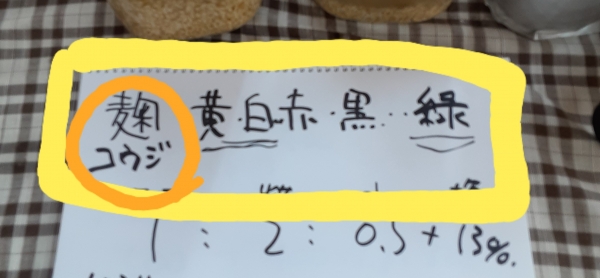 麹 黄・白・赤・黒・・・緑
コウジ
1 : 2 : 0.5 + 13%.